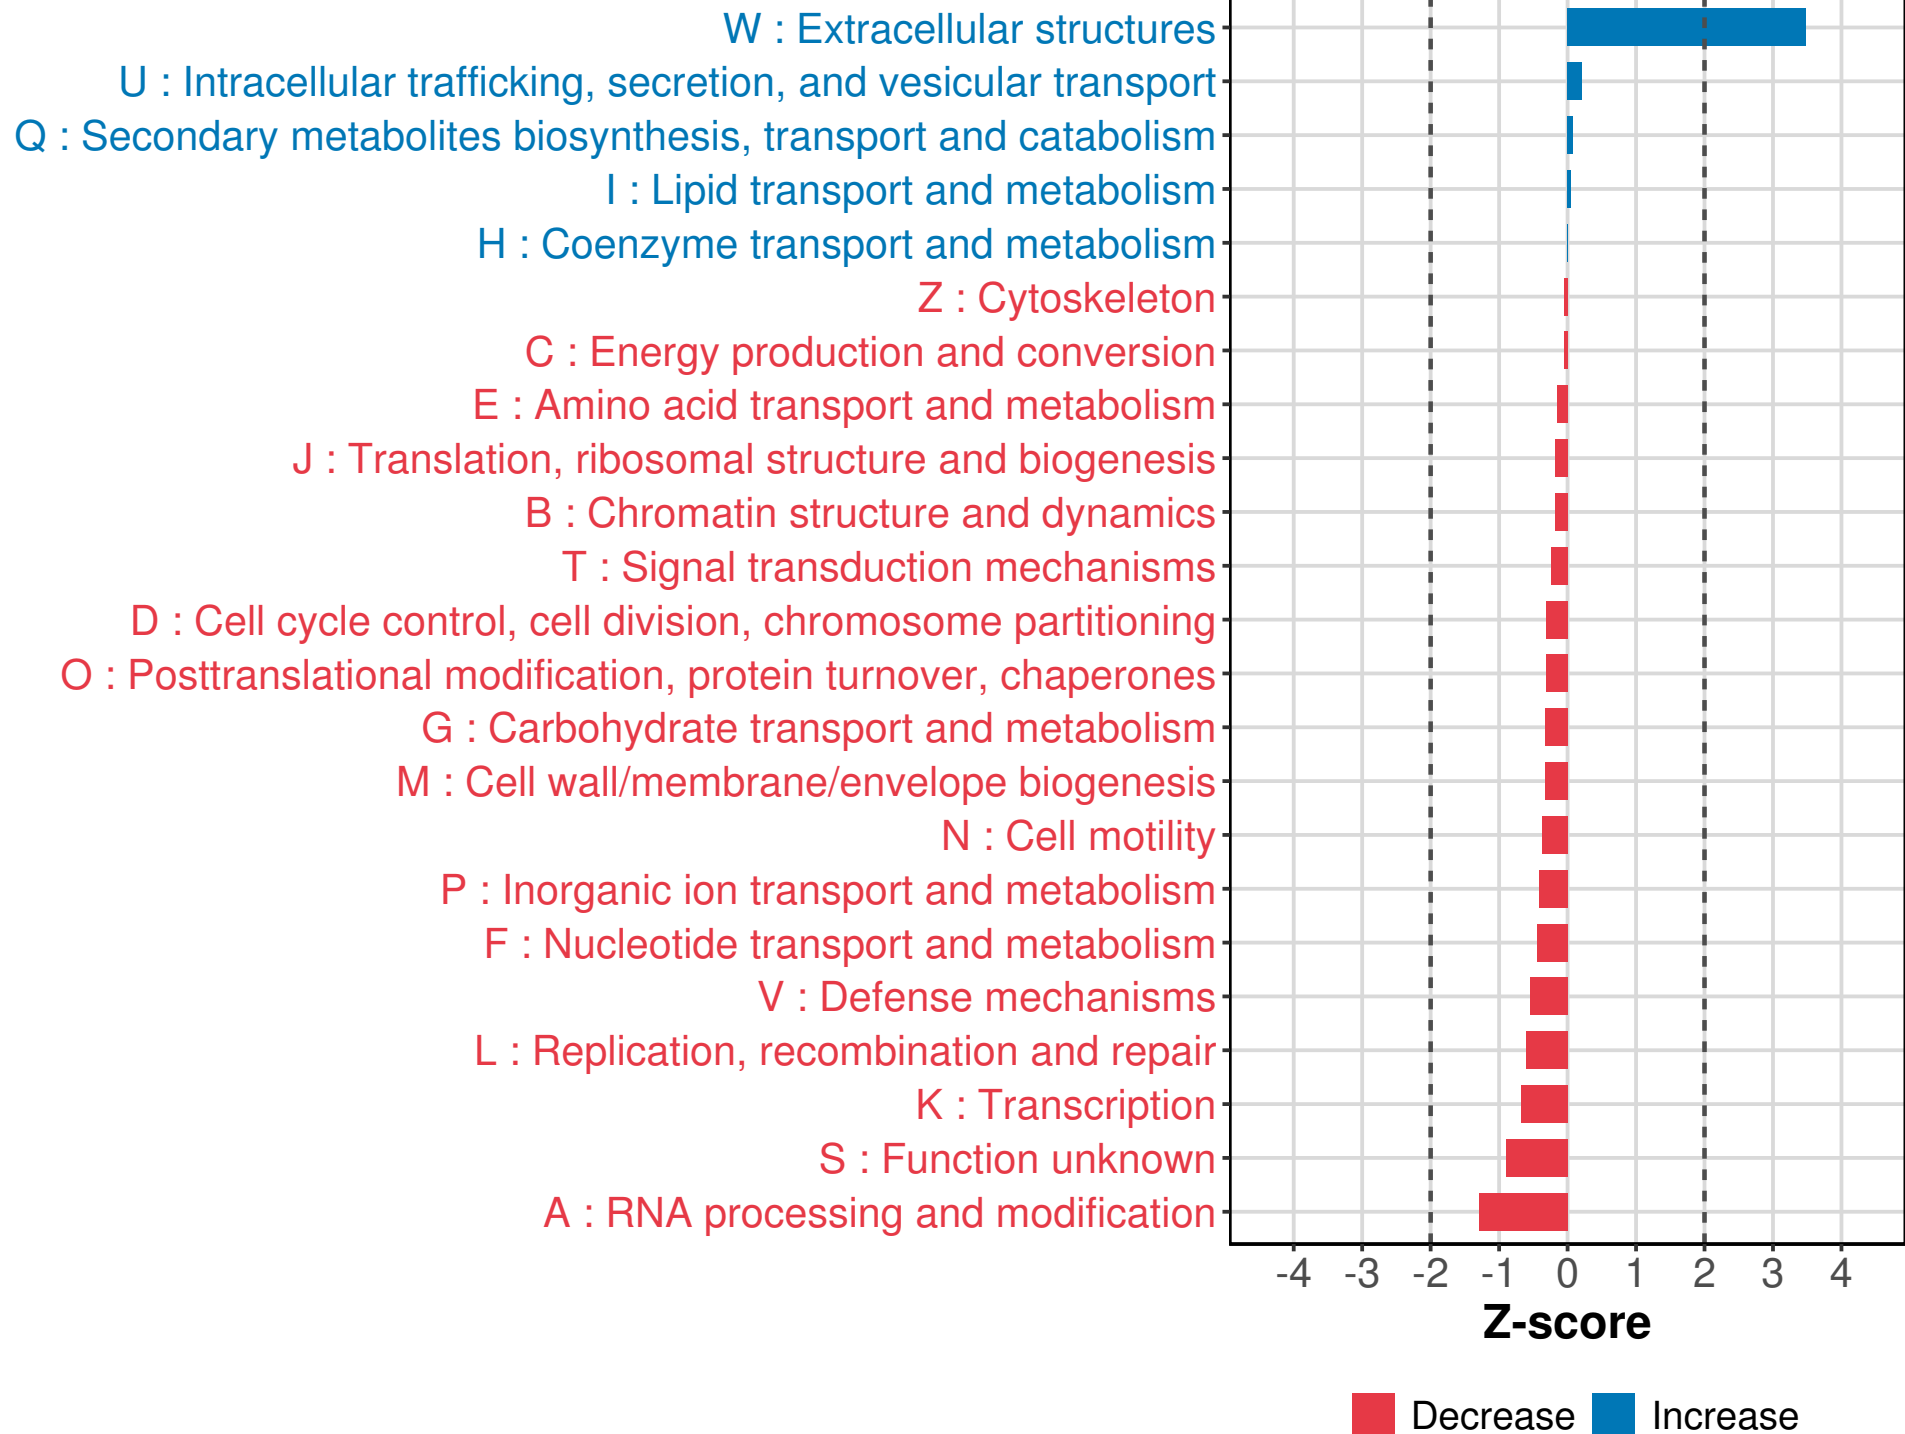 W : Extracellular structures
U : Intracellular trafficking, secretion, and vesicular transport
Q : Secondary metabolites biosynthesis, transport and catabolism
I : Lipid transport and metabolism
H : Coenzyme transport and metabolism
Z : Cytoskeleton
C : Energy production and conversion
E : Amino acid transport and metabolism
J : Translation, ribosomal structure and biogenesis
B : Chromatin structure and dynamics
T : Signal transduction mechanisms
D : Cell cycle control, cell division, chromosome partitioning
O : Posttranslational modification, protein turnover, chaperones
G : Carbohydrate transport and metabolism
M : Cell wall/membrane/envelope biogenesis
N : Cell motility
P : Inorganic ion transport and metabolism
F : Nucleotide transport and metabolism
V : Defense mechanisms
L : Replication, recombination and repair
K : Transcription
S : Function unknown
A : RNA processing and modification
-4 -3 -2 -1 0 1 2 3 4
Z-score
Decrease Increase